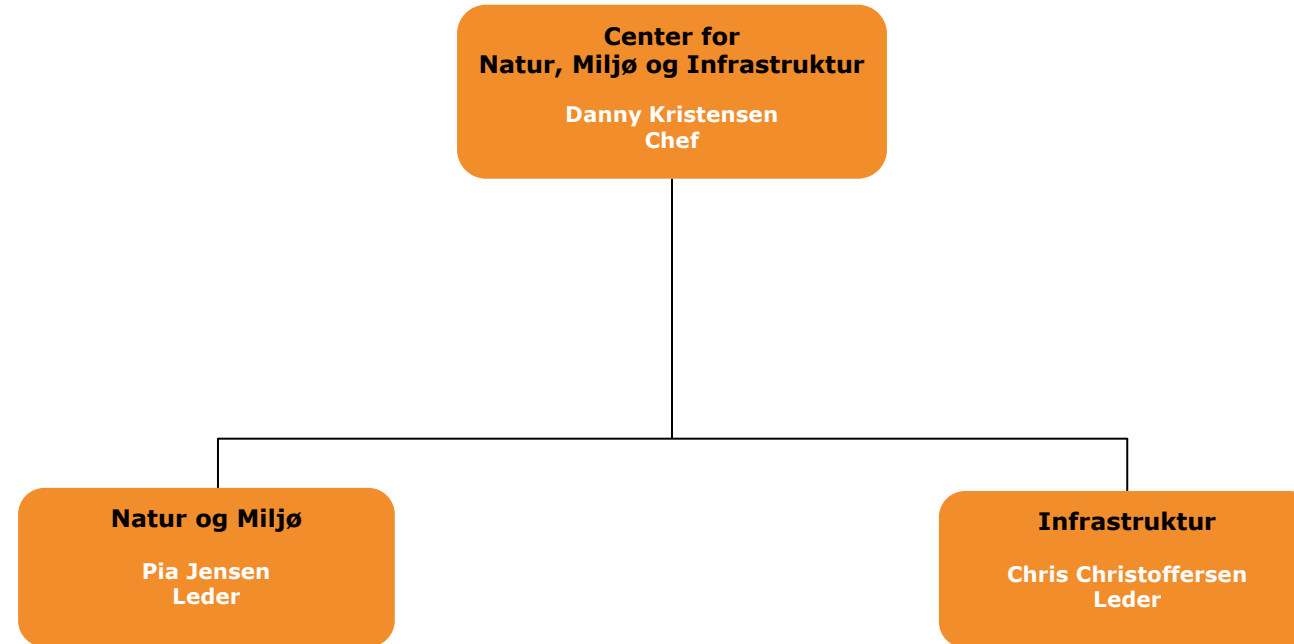 Center for
Natur, Miljø og Infrastruktur
Danny Kristensen
Chef
Natur og Miljø
Pia Jensen
Leder
Infrastruktur
Chris Christoffersen
Leder